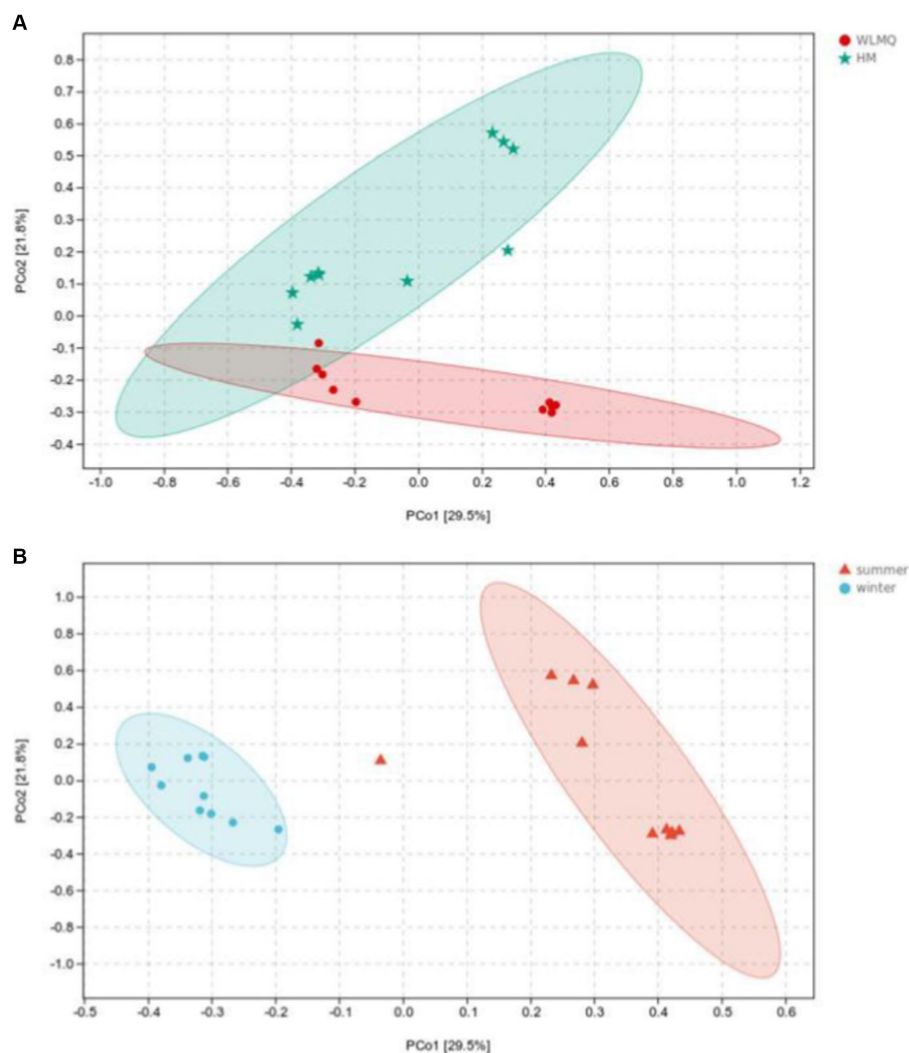 A
WLMQ
HM
0.8
0.7
0.6
0.5
0.4
0.3
0.2
0.1
0.0
-0.1
-0.2
-0.3
-0.4
PCo2 [21.8%]
-1.0 -0.8 -0.6 -0.4 -0.2 0.0 0.2 0.4 0.6 0.8 1.0 1.2
PCo1 [29.5%]
B
summer
winter
1.0
0.8
0.6
0.4
0.2
0.0
-0.2
-0.4
-0.6
-0.8
-1.0
PCo2 [21.8%]
-0.5 -0.4 -0.3 -0.2 -0.1 0.0 0.1 0.2 0.3 0.4 0.5 0.6
PCo1 [29.5%]